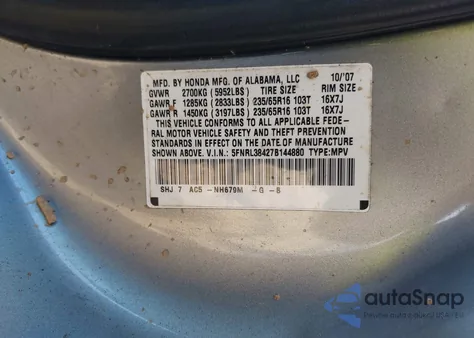 MFD. BY HONDA MFG. OF ALABAMA, LLC 10/'07
GVWR 2700KG (5952LBS) TIRE SIZE RIM SIZE
GAWR F 1285KG (2833LBS) 235/65R16 103T 16X7J
GAWR R 1450KG (3197LBS) 235/65R16 103T 16X7J
THIS VEHICLE CONFORMS TO ALL APPLICABLE FEDE-
RAL MOTOR VEHICLE SAFETY AND THEFT PREVENTION
STANDARDS IN EFFECT ON THE DATE OF MANUFACTURE
SHOWN ABOVE. V.I.N.: 5FNRL38427B144880 TYPE:MPV
SHJ 7 AC5 -NH679M -G -B
autoSnap